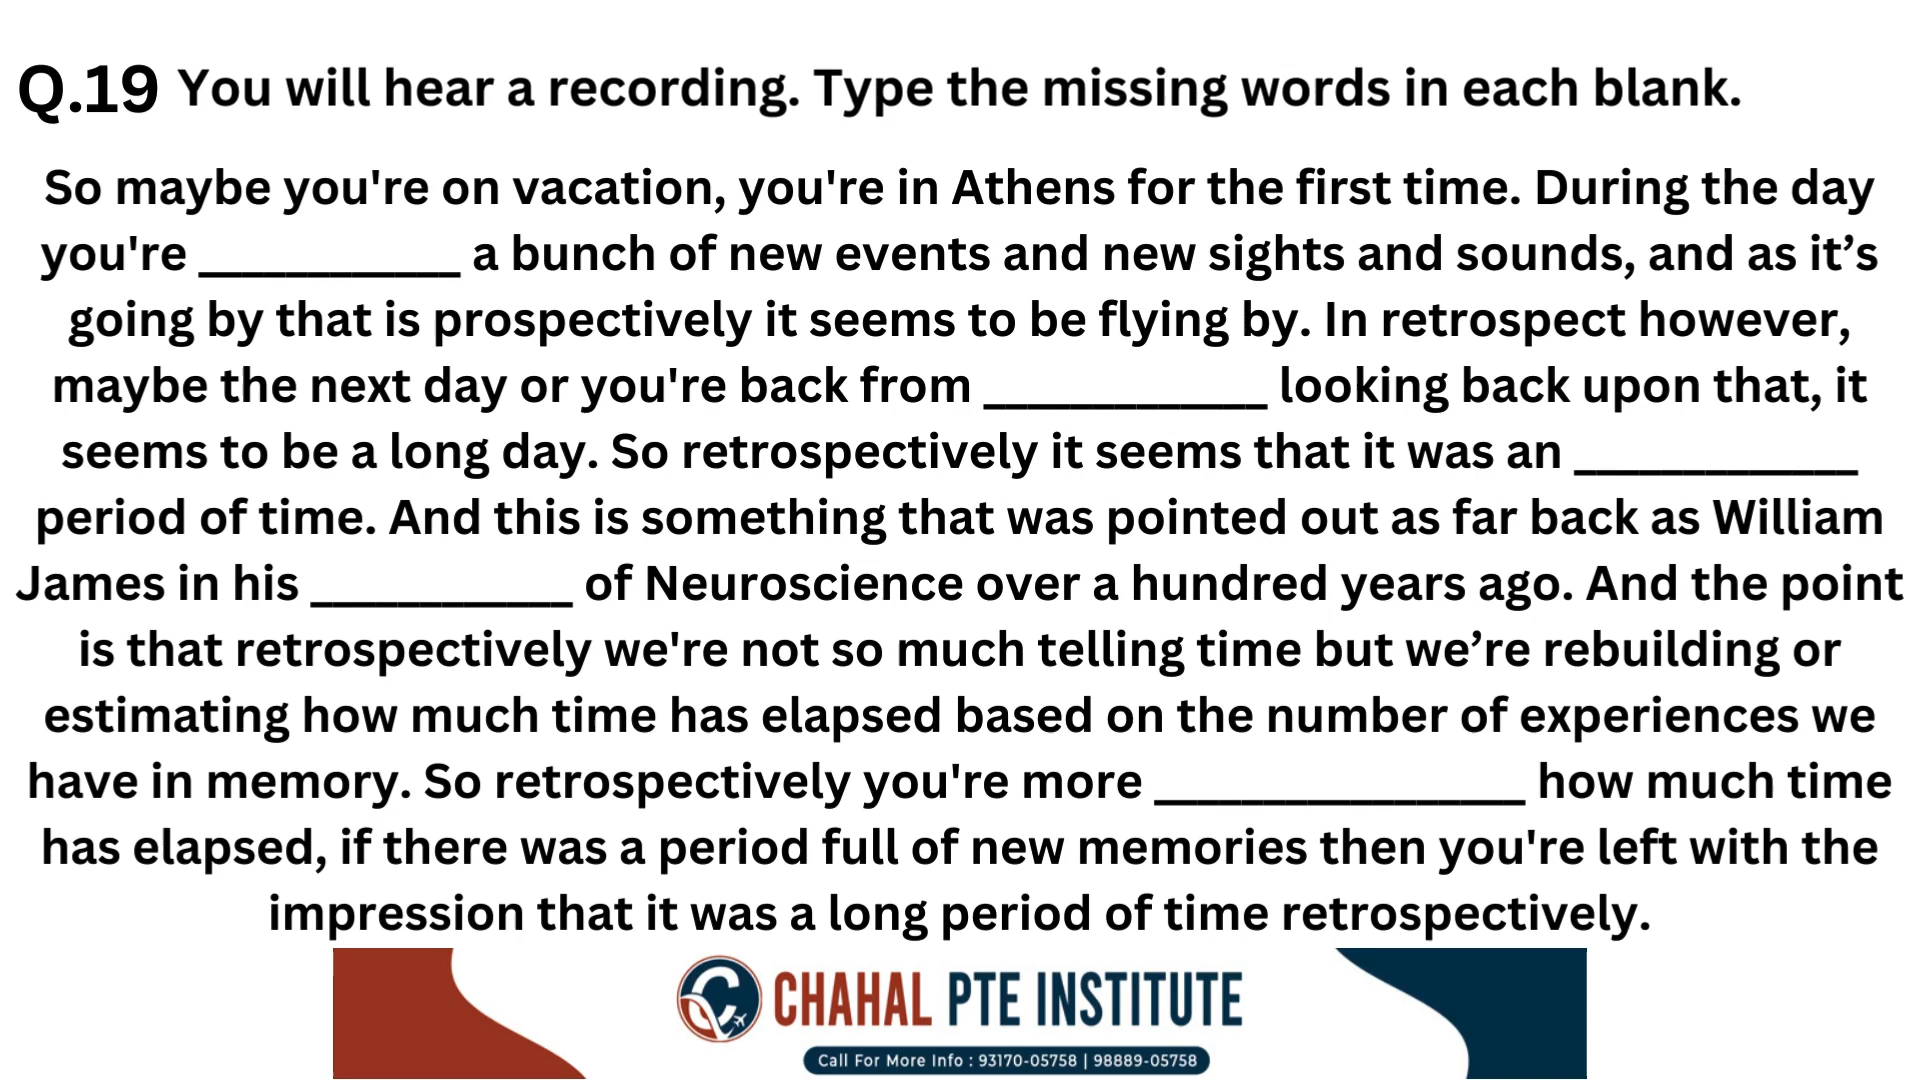 Q.19 You will hear a recording. Type the missing words in each blank.
So maybe you're on vacation, you're in Athens for the first time. During the day
you're ____________ a bunch of new events and new sights and sounds, and as it’s
going by that is prospectively it seems to be flying by. In retrospect however,
maybe the next day or you're back from _____________ looking back upon that, it
seems to be a long day. So retrospectively it seems that it was an _____________
period of time. And this is something that was pointed out as far back as William
James in his ____________ of Neuroscience over a hundred years ago. And the point
is that retrospectively we're not so much telling time but we’re rebuilding or
estimating how much time has elapsed based on the number of experiences we
have in memory. So retrospectively you're more _________________ how much time
has elapsed, if there was a period full of new memories then you're left with the
impression that it was a long period of time retrospectively.
CHAHAL PTE INSTITUTE
Call For More Info : 93170-05758 | 98889-05758